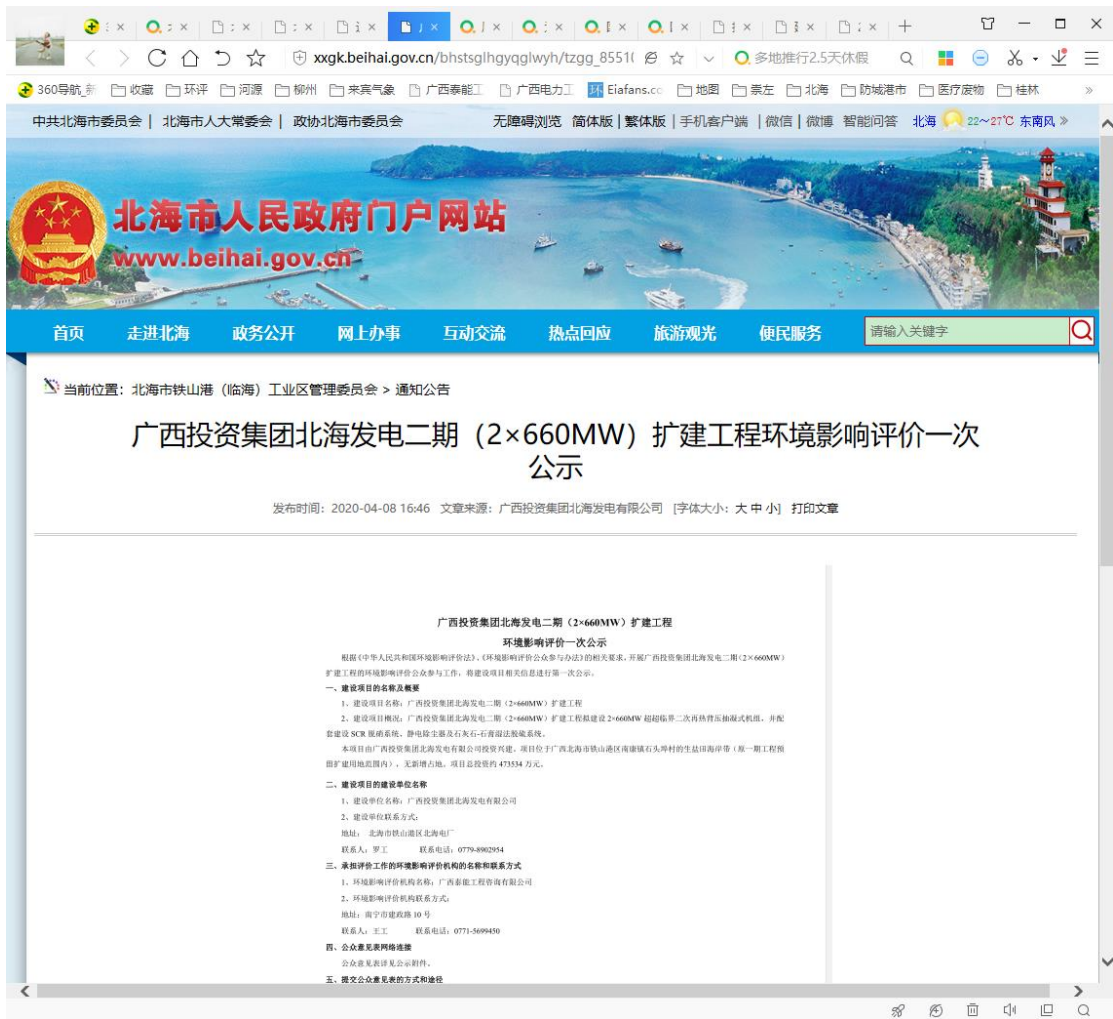 xxgk.beihai.gov.cn/bhstsglhgyqglwyh/tzgg_8551( 多地推行2.5天休假
360导航_新 收藏 环评 河源 柳州 来宾气象 广西泰能工 广西电力工 环 Eiafans.co 地图 崇左 北海 防城港市 医疗废物 桂林 »
中共北海市委员会 | 北海市人大常委会 | 政协北海市委员会 无障碍浏览 简体版 | 繁体版 | 手机客户端 | 微信 | 微博 智能问答 北海 22～27℃ 东南风 »
北海市人民政府门户网站
www.beihai.gov.cn
首页 走进北海 政务公开 网上办事 互动交流 热点回应 旅游观光 便民服务 请输入关键字
当前位置：北海市铁山港（临海）工业区管理委员会 > 通知公告
广西投资集团北海发电二期（2×660MW）扩建工程环境影响评价一次
公示
发布时间：2020-04-08 16:46 文章来源：广西投资集团北海发电有限公司 [字体大小：大 中 小] 打印文章
广西投资集团北海发电二期（2×660MW）扩建工程
环境影响评价一次公示
根据《中华人民共和国环境影响评价法》、《环境影响评价公众参与办法》的相关要求，开展广西投资集团北海发电二期（2×660MW）
扩建工程的环境影响评价公众参与工作，将建设项目相关信息进行第一次公示。
一、建设项目的名称及概要
1、建设项目名称：广西投资集团北海发电二期（2×660MW）扩建工程
2、建设项目概况：广西投资集团北海发电二期（2×660MW）扩建工程拟建设 2×660MW 超超临界二次再热背压抽凝式机组，并配
套建设 SCR 脱硝系统、静电除尘器及石灰石-石膏湿法脱硫系统。
本项目由广西投资集团北海发电有限公司投资兴建，项目位于广西北海市铁山港区南康镇石头埠村的生盐田海岸带（原一期工程预
留扩建用地范围内），无新增占地。项目总投资约 473534 万元。
二、建设项目的建设单位名称
1、建设单位名称：广西投资集团北海发电有限公司
2、建设单位联系方式：
地址： 北海市铁山港区北海电厂
联系人：罗工 联系电话：0779-8902954
三、承担评价工作的环境影响评价机构的名称和联系方式
1、环境影响评价机构名称：广西泰能工程咨询有限公司
2、环境影响评价机构联系方式：
地址：南宁市建政路 10 号
联系人：王工 联系电话：0771-5699450
四、公众意见表网络连接
公众意见表详见公示附件。
五、提交公众意见表的方式和途径